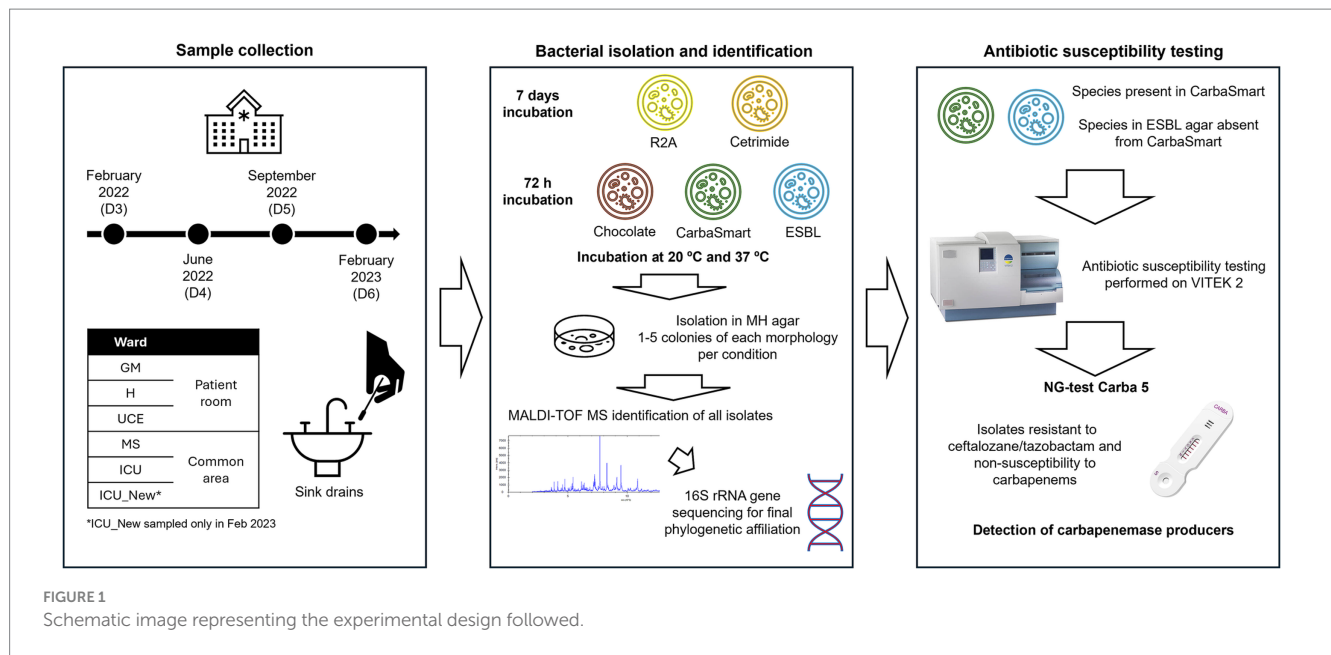 Sample collection
February
2022
(D3)
September
2022
(D5)
June
2022
(D4)
February
2023
(D6)
Ward
GM
H
UCE
Patient
room
MS
ICU
ICU_New*
Common
area
Sink drains
*ICU_New sampled only in Feb 2023
Bacterial isolation and identification
7 days
incubation
R2A
Cetrimide
72 h
incubation
Chocolate
CarbaSmart
ESBL
Incubation at 20 ºC and 37 ºC
Isolation in MH agar
1-5 colonies of each morphology
per condition
MALDI-TOF MS identification of all isolates
16S rRNA gene
sequencing for final
phylogenetic affiliation
Antibiotic susceptibility testing
Species present in CarbaSmart
Species in ESBL agar absent
from CarbaSmart
Antibiotic susceptibility testing
performed on VITEK 2
NG-test Carba 5
Isolates resistant to
ceftalozane/tazobactam and
non-susceptibility to
carbapenems
CARBA
S
Detection of carbapenemase producers
FIGURE 1
Schematic image representing the experimental design followed.